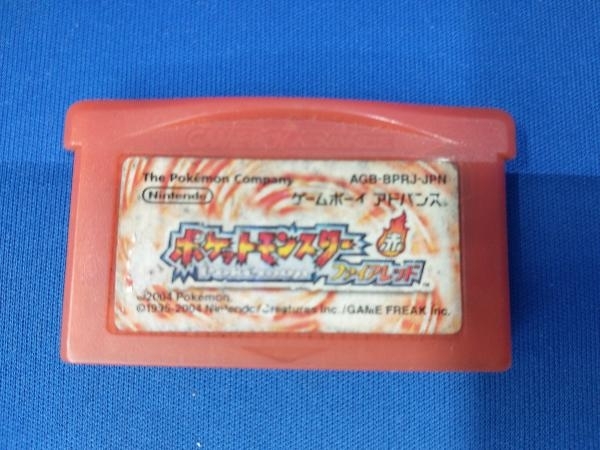 The Pokémon Company AGB-BPRJ-JPN
Nintendo ゲームボーイ アドバンス
ポケットモンスター 赤
ファイアレッド TM
©2004 Pokémon.
©1995-2004 Nintendo/Creatures Inc./GAME FREAK inc.